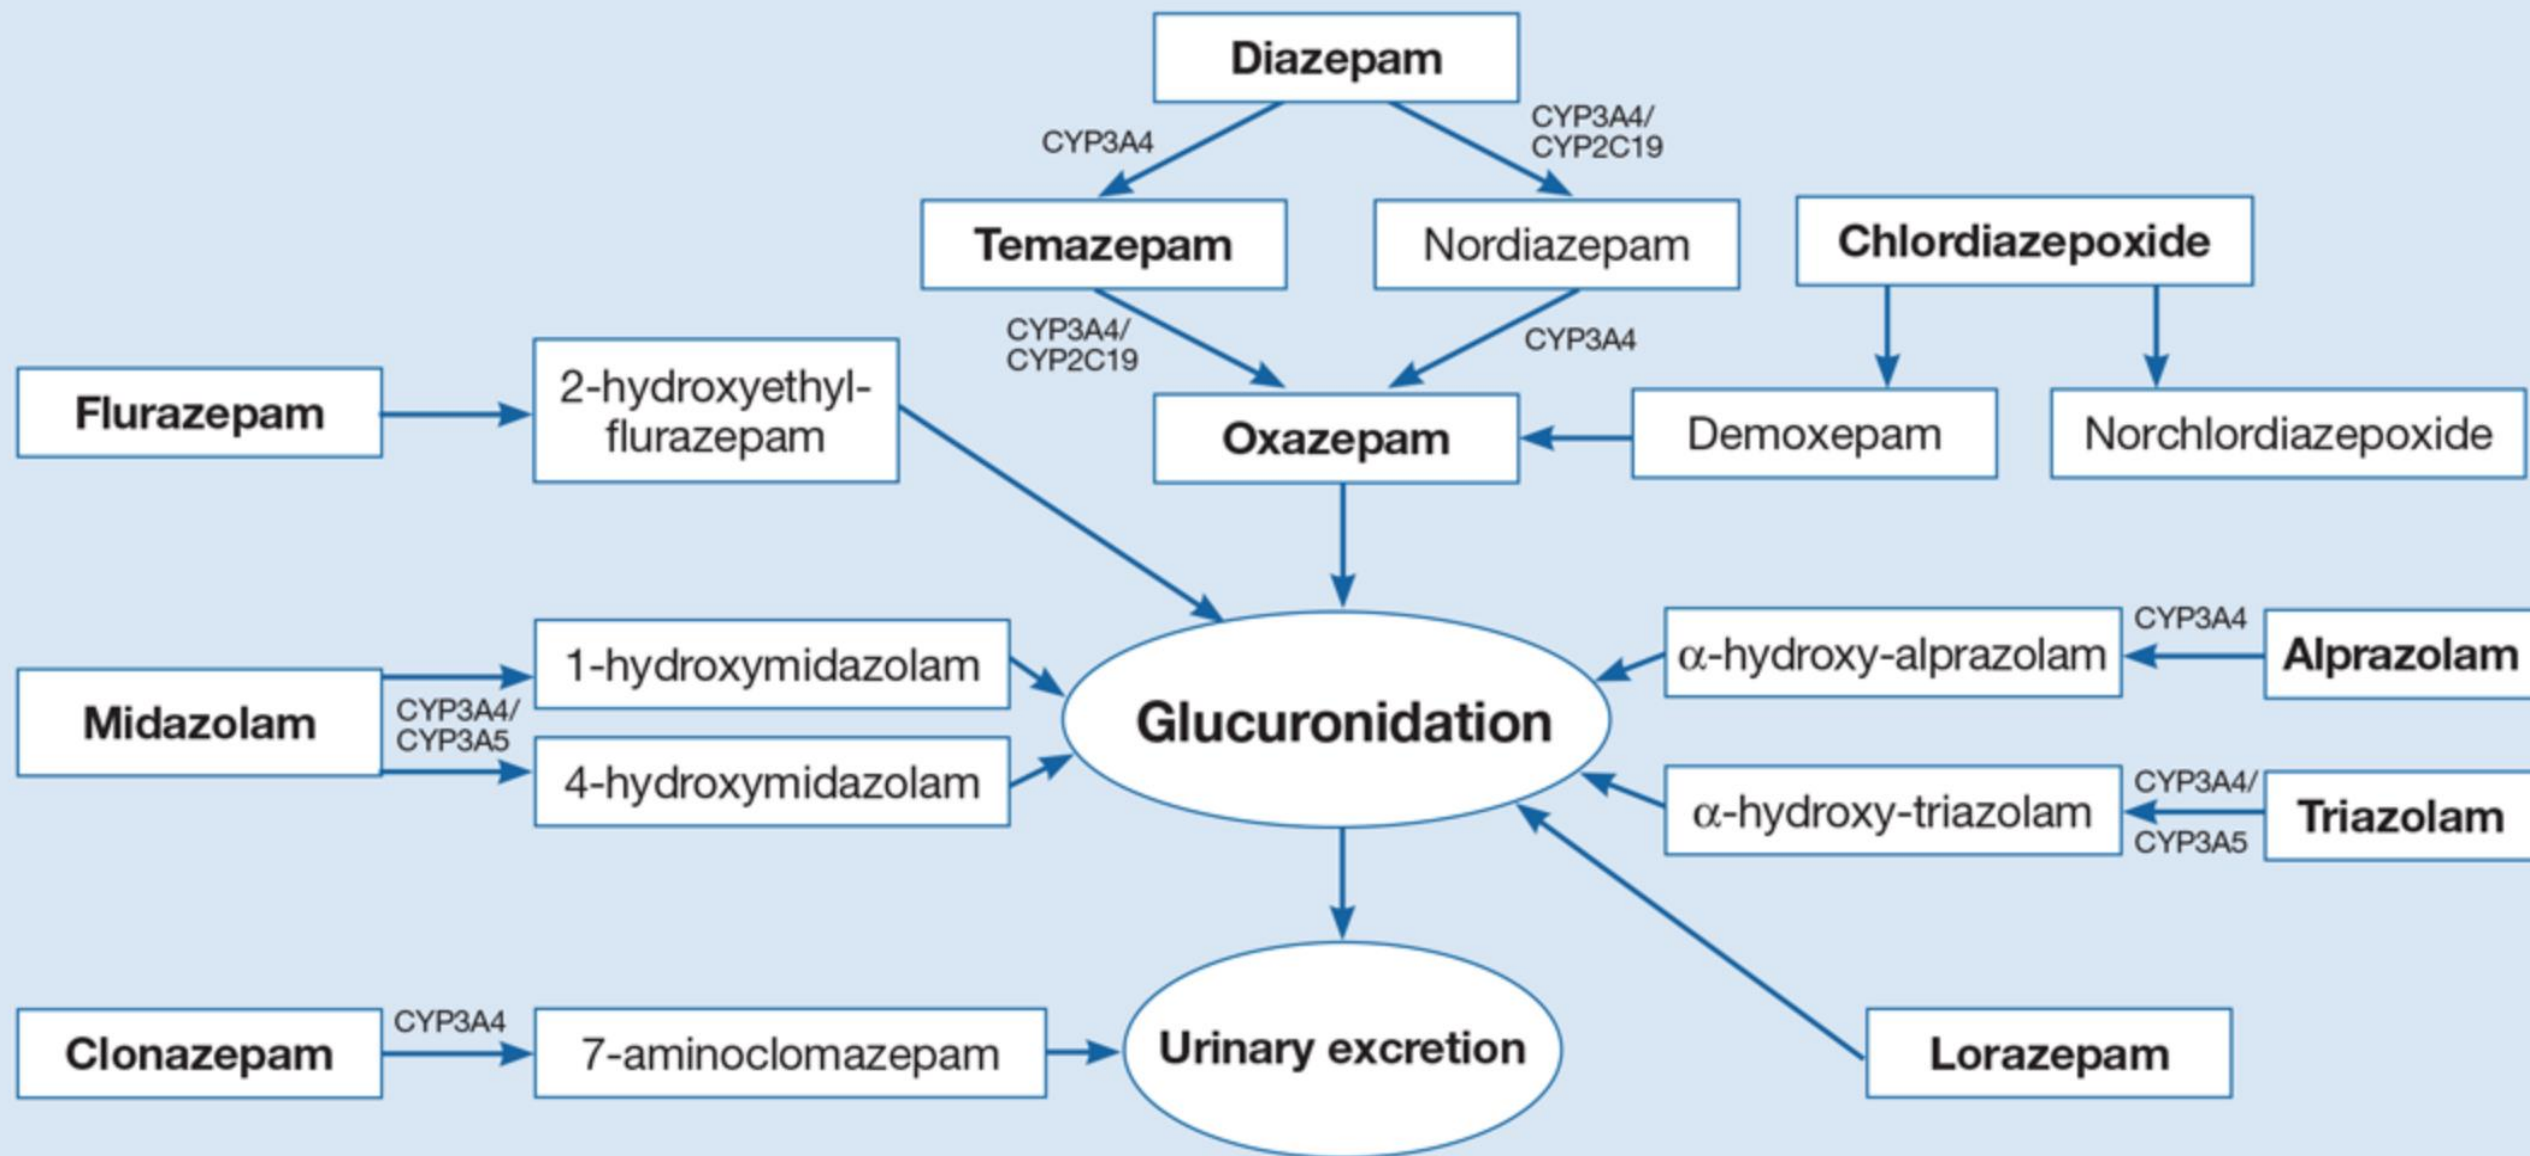 Diazepam
CYP3A4
CYP3A4/
CYP2C19
Temazepam
Nordiazepam
Chlordiazepoxide
CYP3A4/
CYP2C19
CYP3A4
Flurazepam
2-hydroxyethyl-
flurazepam
Oxazepam
Demoxepam
Norchlordiazepoxide
Midazolam
CYP3A4/
CYP3A5
1-hydroxymidazolam
4-hydroxymidazolam
Glucuronidation
α-hydroxy-alprazolam
CYP3A4
Alprazolam
α-hydroxy-triazolam
CYP3A4/
CYP3A5
Triazolam
Clonazepam
CYP3A4
7-aminoclomazepam
Urinary excretion
Lorazepam